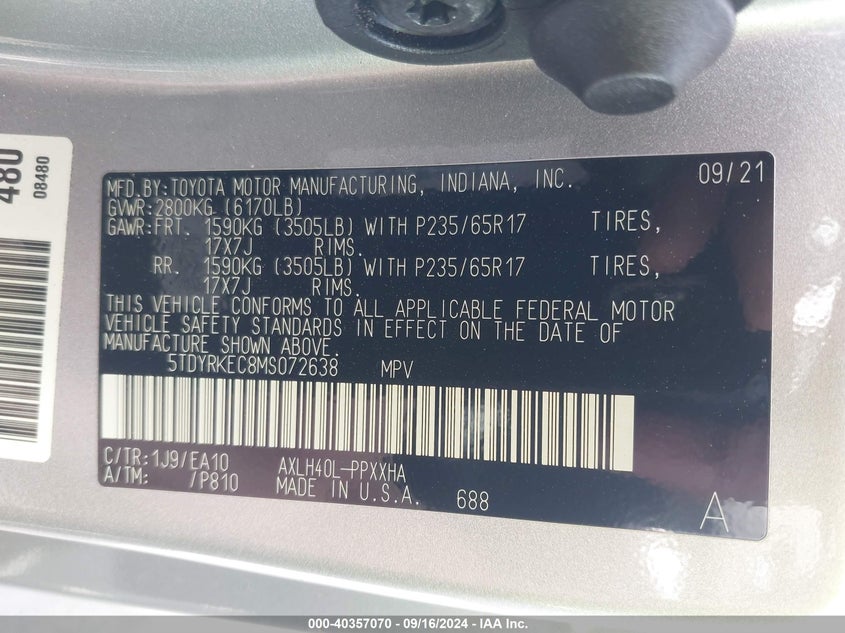 480
08480
MFD.BY:TOYOTA MOTOR MANUFACTURING, INDIANA, INC. 09/21
GVWR:2800KG (6170LB)
GAWR:FRT. 1590KG (3505LB) WITH P235/65R17 TIRES,
17X7J RIMS.
RR. 1590KG (3505LB) WITH P235/65R17 TIRES,
17X7J RIMS.
THIS VEHICLE CONFORMS TO ALL APPLICABLE FEDERAL MOTOR
VEHICLE SAFETY STANDARDS IN EFFECT ON THE DATE OF
MANUFACTURE SHOWN ABOVE.
5TDYRKEC8MS072638 MPV
C/TR:1J9/EA10 AXLH40L-PPXXHA
A/TM: /P810 MADE IN U.S.A. 688
A
000-40357070 - 09/16/2024 - IAA Inc.